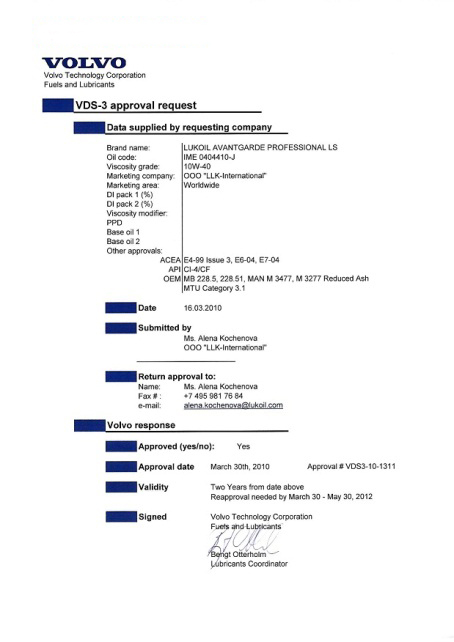 VOLVO
Volvo Technology Corporation
Fuels and Lubricants
VDS-3 approval request
Data supplied by requesting company
Brand name: LUKOIL AVANTGARDE PROFESSIONAL LS
Oil code: IME 0404410-J
Viscosity grade: 10W-40
Marketing company: OOO "LLK-International"
Marketing area: Worldwide
DI pack 1 (%)
DI pack 2 (%)
Viscosity modifier:
PPD
Base oil 1
Base oil 2
Other approvals:
ACEA E4-99 Issue 3, E6-04, E7-04
API CI-4/CF
OEM MB 228.5, 228.51, MAN M 3477, M 3277 Reduced Ash
MTU Category 3.1
Date 16.03.2010
Submitted by
Ms. Alena Kochenova
OOO "LLK-International"
Return approval to:
Name: Ms. Alena Kochenova
Fax # : +7 495 981 76 84
e-mail: alena.kochenova@lukoil.com
Volvo response
Approved (yes/no): Yes
Approval date March 30th, 2010 Approval # VDS3-10-1311
Validity Two Years from date above
Reapproval needed by March 30 - May 30, 2012
Signed Volvo Technology Corporation
Fuels and Lubricants
Bengt Otterholm
Lubricants Coordinator